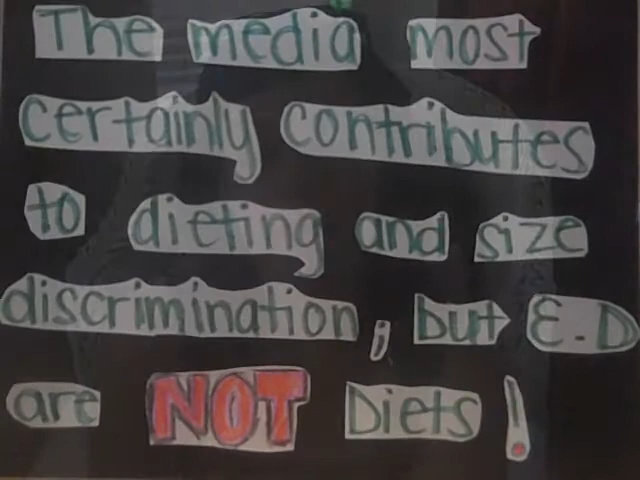 The media most
certainly contributes
to dieting and size
discrimination; but E.D
are NOT Diets!